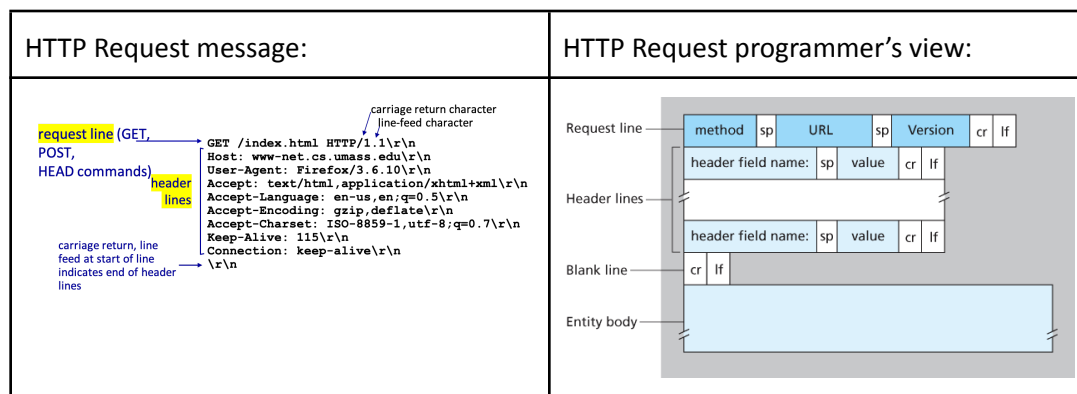 HTTP Request message:
HTTP Request programmer's view:
carriage return character
line-feed character
request line (GET,
POST,
HEAD commands)
header
lines
GET /index.html HTTP/1.1\r\n
Host: www-net.cs.umass.edu\r\n
User-Agent: Firefox/3.6.10\r\n
Accept: text/html,application/xhtml+xml\r\n
Accept-Language: en-us,en;q=0.5\r\n
Accept-Encoding: gzip,deflate\r\n
Accept-Charset: ISO-8859-1,utf-8;q=0.7\r\n
Keep-Alive: 115\r\n
Connection: keep-alive\r\n
\r\n
carriage return, line
feed at start of line
indicates end of header
lines
Request line
method sp URL sp Version cr lf
header field name: sp value cr lf
Header lines
header field name: sp value cr lf
Blank line
cr lf
Entity body